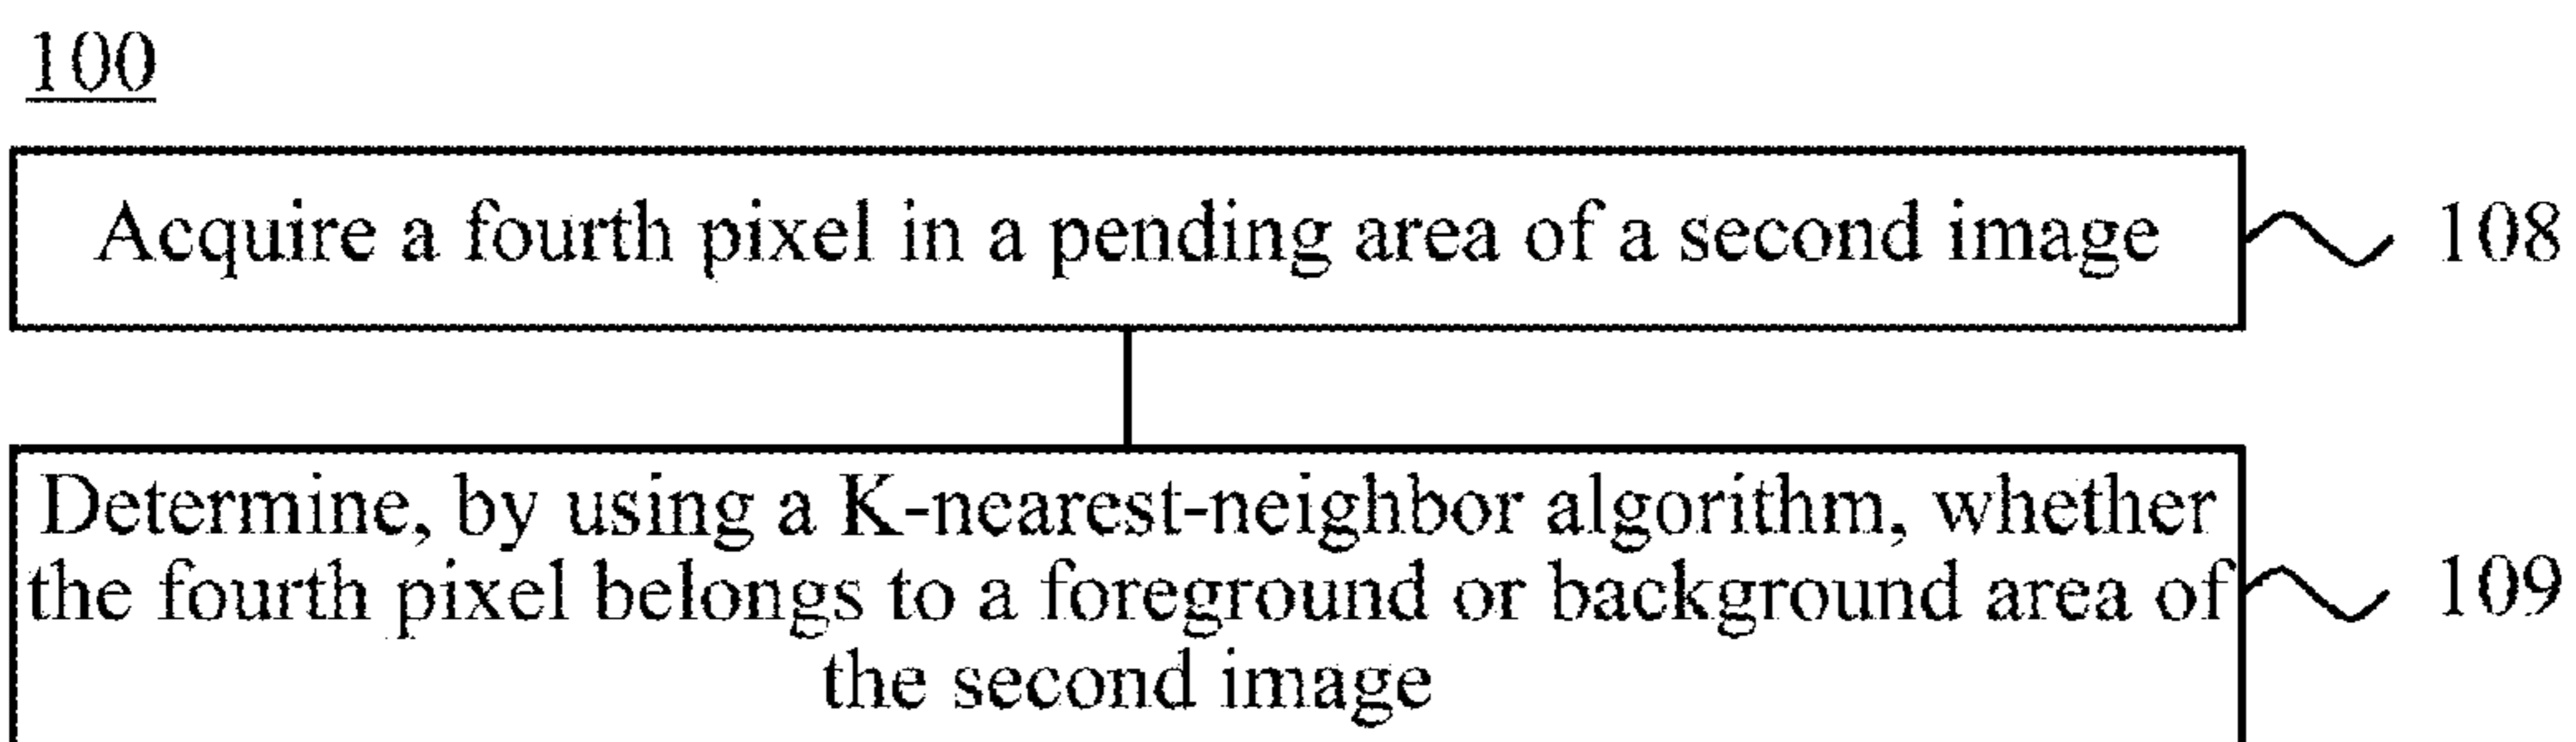 100
Acquire a fourth pixel in a pending area of a second image
108
Determine, by using a K-nearest-neighbor algorithm, whether
the fourth pixel belongs to a foreground or background area of
the second image
109